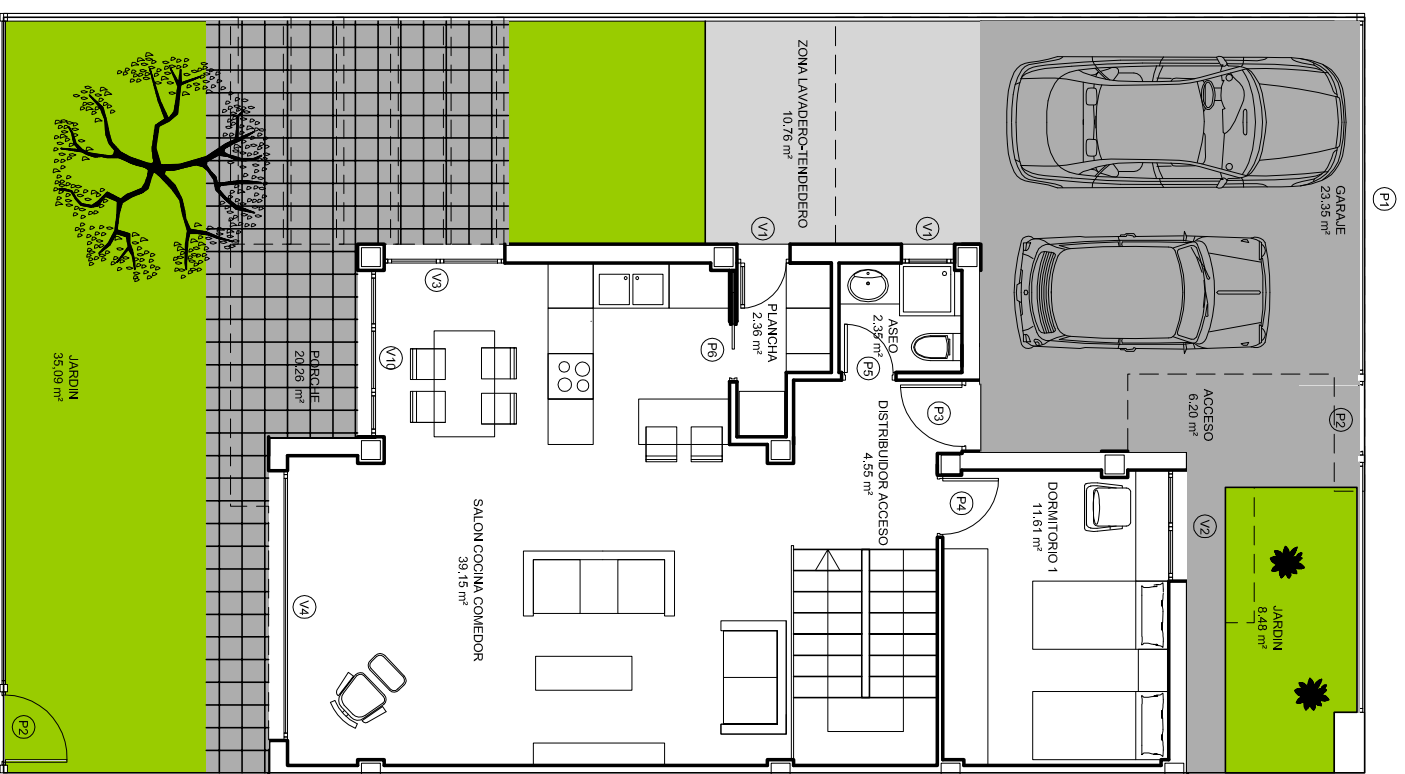 ZONA LAVADERO-TENDEDERO
10.76 m²
GARAJE
23.35 m²
P1
V1
V1
V3
PLANCHA
2.36 m²
ASEO
2.35 m²
P6
P5
V10
PORCHE
20.26 m²
JARDIN
35,09 m²
P3
ACCESO
6.20 m²
P2
DISTRIBUIDOR ACCESO
4.55 m²
P4
DORMITORIO 1
11.61 m²
V2
SALON COCINA COMEDOR
39.15 m²
V4
JARDIN
8.48 m²
P2